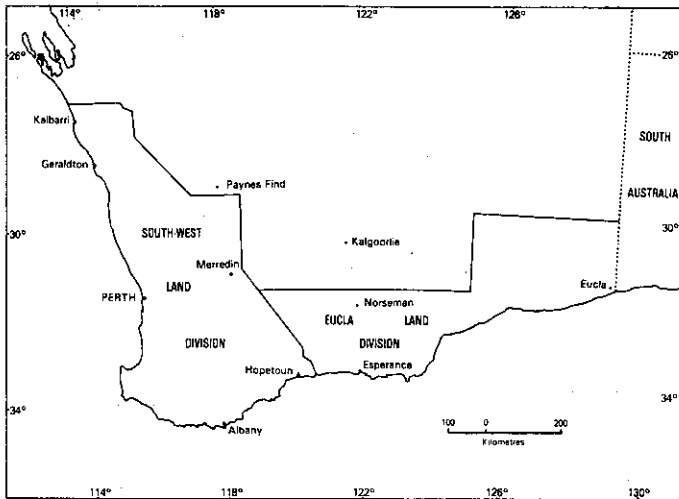 114° 118° 122° 126°
26° 26°
Kalbarri
SOUTH
Geraldton
Paynes Find
AUSTRALIA
30° SOUTH-WEST 30°
Kalgoorlie
Merredin
LAND
Eucla
PERTH
Norseman
EUCLA LAND
DIVISION DIVISION
Esperance
Hopetoun
34° 34°
Albany
100 0 200
Kilometres
114° 118° 122° 126° 130°